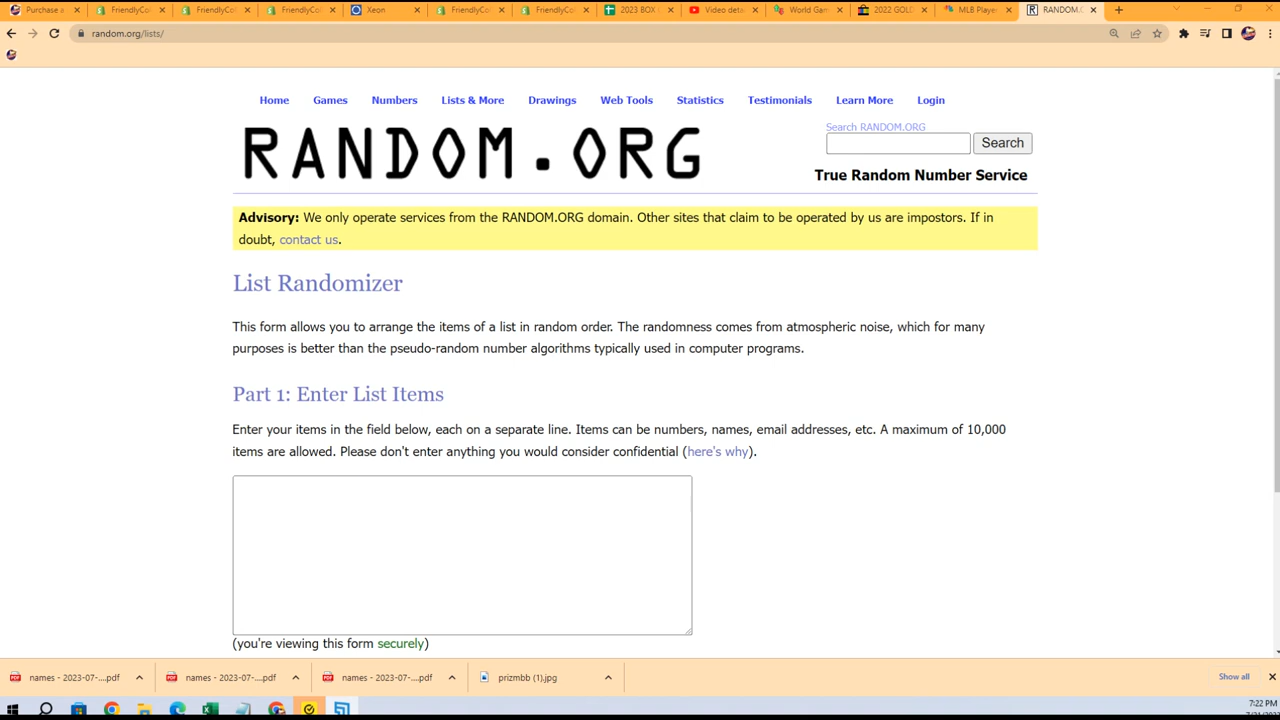 Purchase a
FriendlyCo
FriendlyCo
FriendlyCol
Xeon
FriendlyCo
FriendlyCo
2023 BOX
Video deta
World Gam
2022 GOLD
MLB Player
RANDOM.O
random.org/lists/
Home Games Numbers Lists & More Drawings Web Tools Statistics Testimonials Learn More Login
RANDOM.ORG
Search RANDOM.ORG
Search
True Random Number Service
Advisory: We only operate services from the RANDOM.ORG domain. Other sites that claim to be operated by us are impostors. If in
doubt, contact us.
List Randomizer
This form allows you to arrange the items of a list in random order. The randomness comes from atmospheric noise, which for many
purposes is better than the pseudo-random number algorithms typically used in computer programs.
Part 1: Enter List Items
Enter your items in the field below, each on a separate line. Items can be numbers, names, email addresses, etc. A maximum of 10,000
items are allowed. Please don't enter anything you would consider confidential (here's why).
(you're viewing this form securely)
names - 2023-07-....pdf
names - 2023-07-....pdf
names - 2023-07-....pdf
prizmbb (1).jpg
Show all
7:22 PM